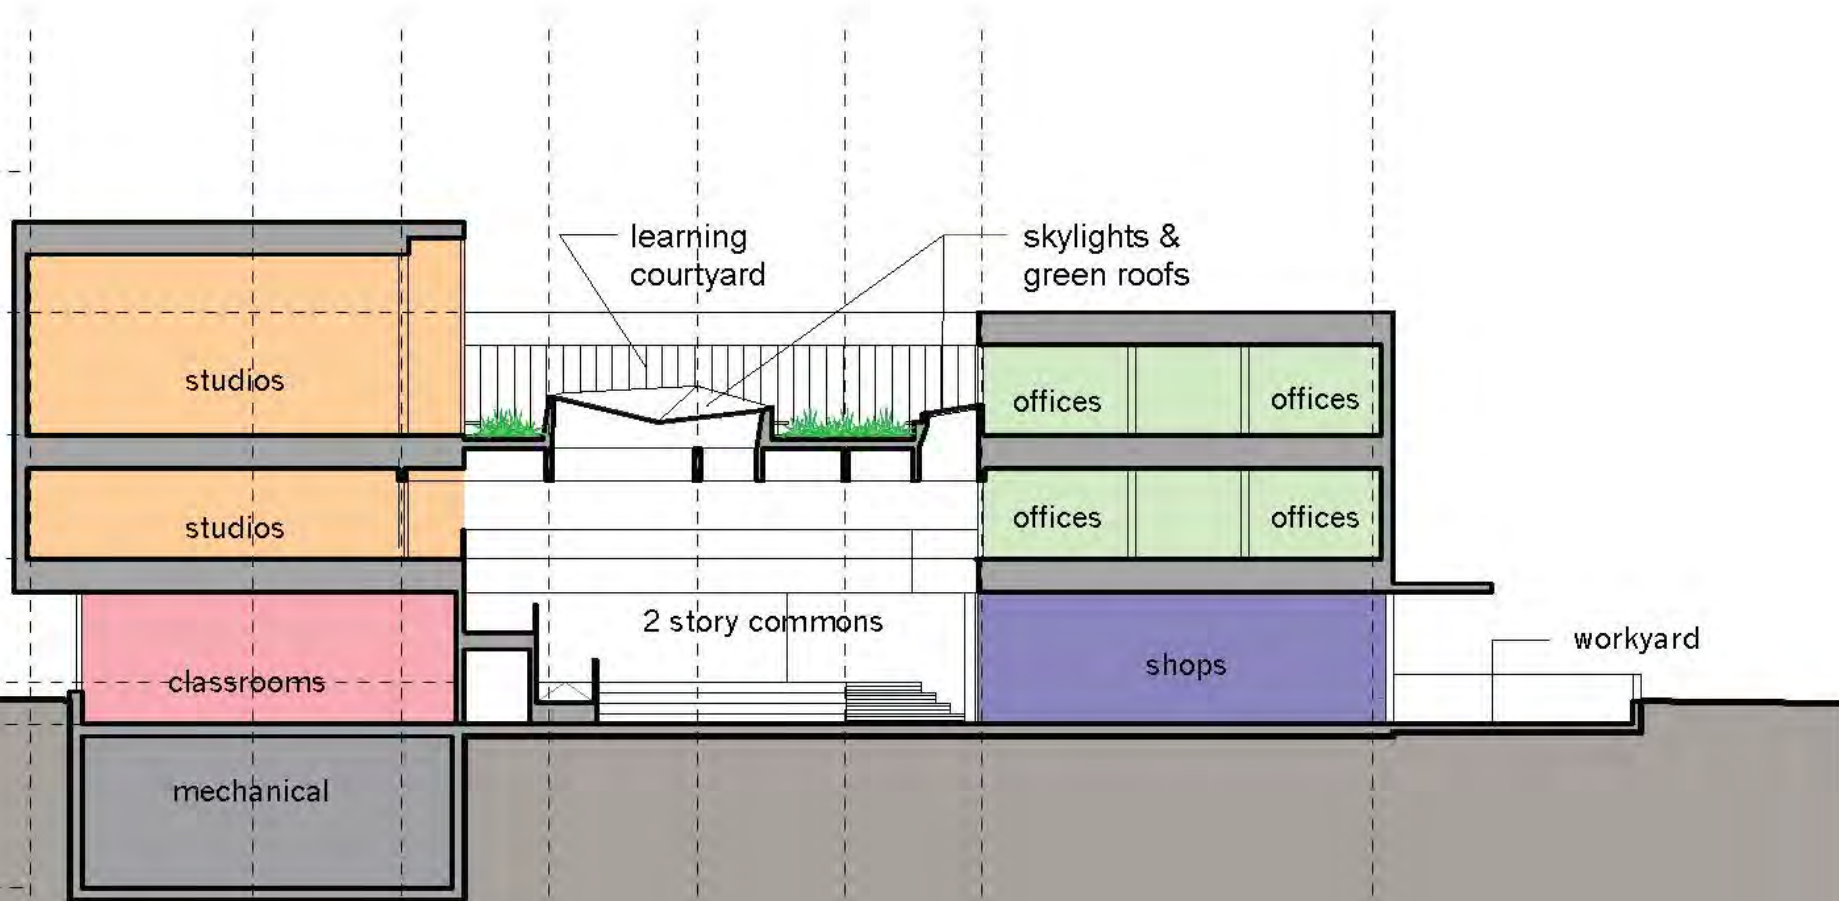 learning
courtyard
skylights &
green roofs
studios
offices
offices
studios
offices
offices
2 story commons
workyard
classrooms
shops
mechanical